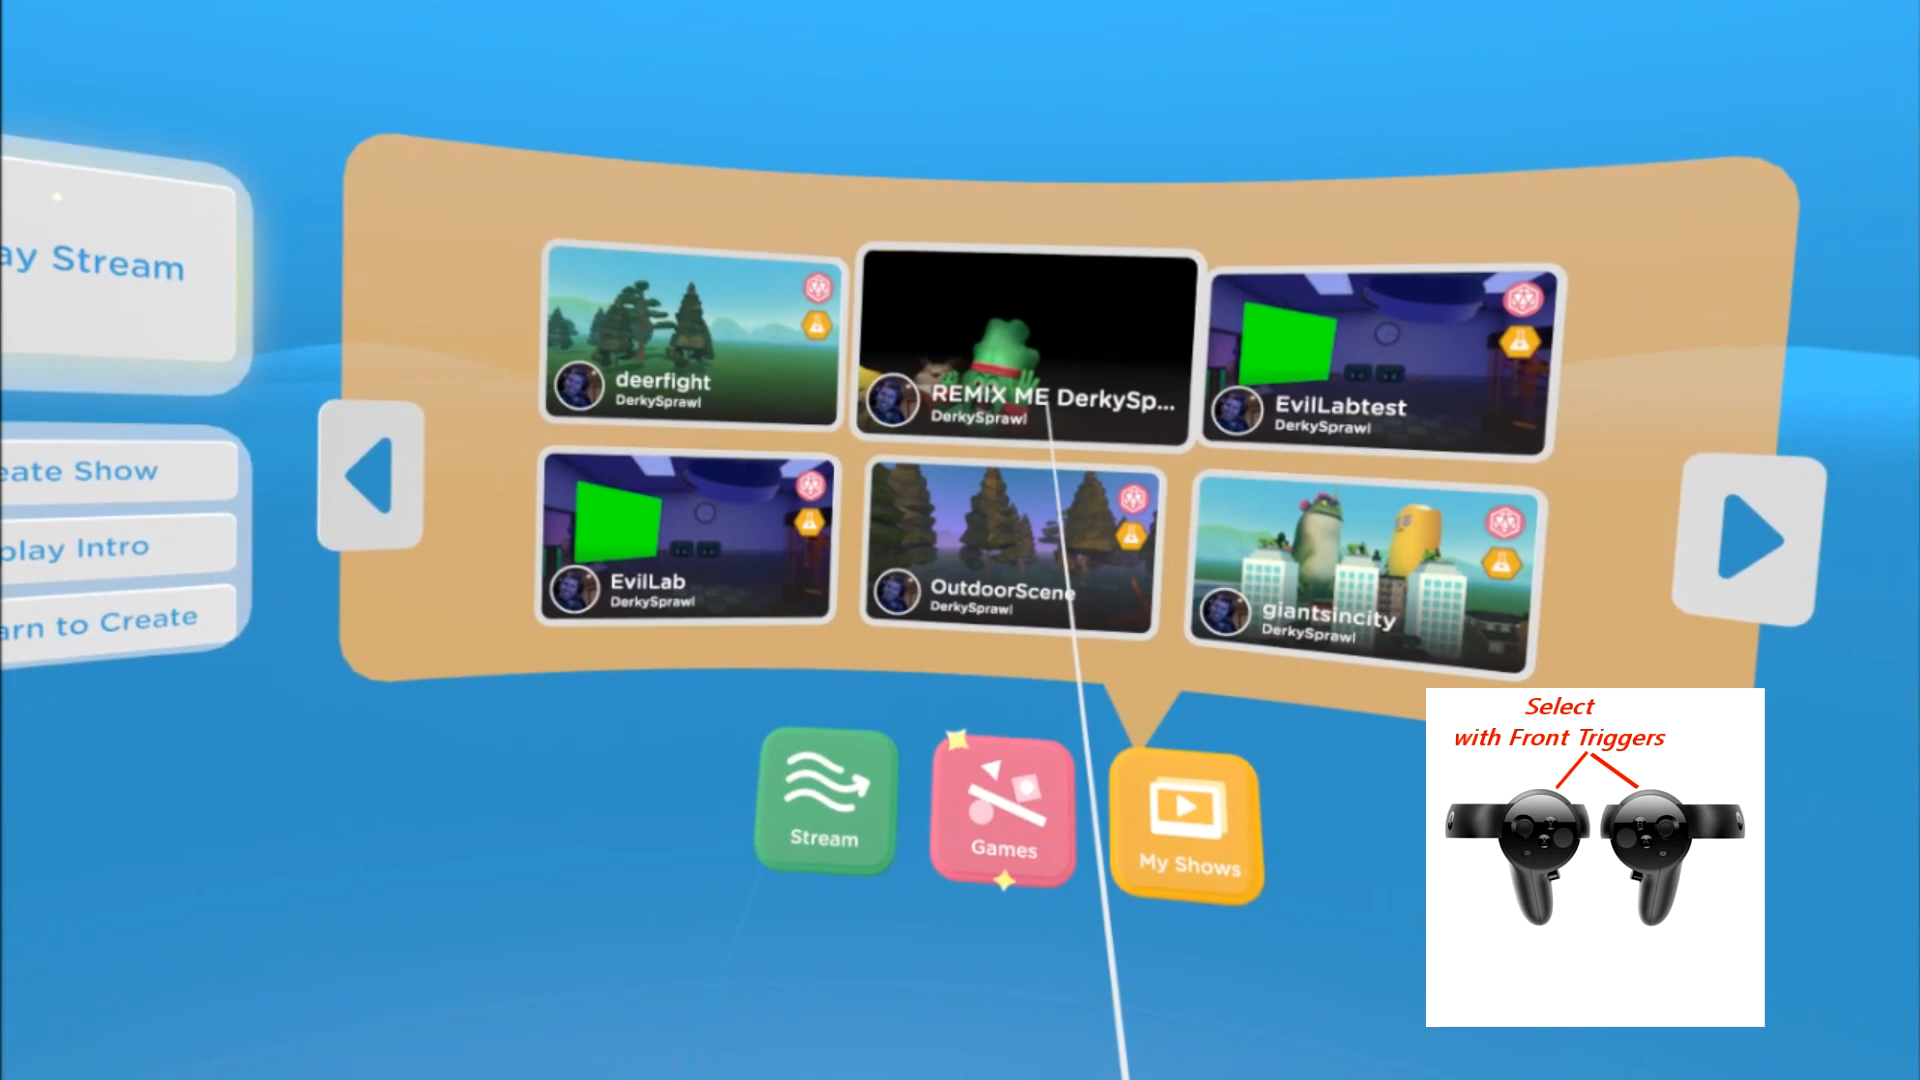 ay Stream
eate Show
play Intro
arn to Create
deerfight
DerkySprawl
REMIX ME DerkySp...
DerkySprawl
EvilLabtest
DerkySprawl
EvilLab
DerkySprawl
OutdoorScene
DerkySprawl
giantsincity
DerkySprawl
Stream
Games
My Shows
Select
with Front Triggers